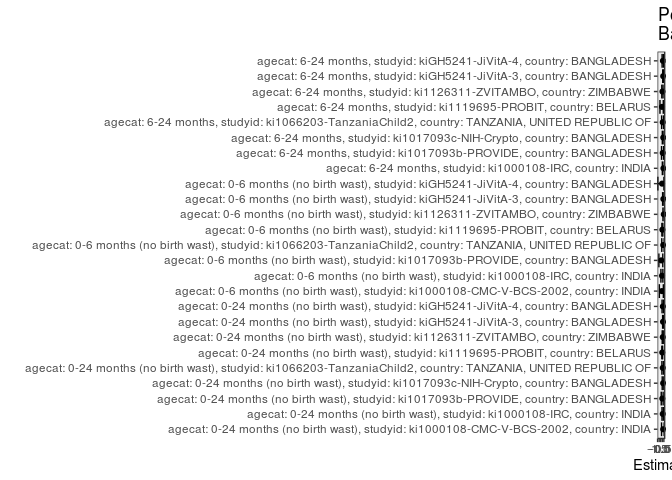 agecat: 6-24 months, studyid: kiGH5241-JiVitA-4, country: BANGLADESH
agecat: 6-24 months, studyid: kiGH5241-JiVitA-3, country: BANGLADESH
agecat: 6-24 months, studyid: ki1126311-ZVITAMBO, country: ZIMBABWE
agecat: 6-24 months, studyid: ki1119695-PROBIT, country: BELARUS
agecat: 6-24 months, studyid: ki1066203-TanzaniaChild2, country: TANZANIA, UNITED REPUBLIC OF
agecat: 6-24 months, studyid: ki1017093c-NIH-Crypto, country: BANGLADESH
agecat: 6-24 months, studyid: ki1017093b-PROVIDE, country: BANGLADESH
agecat: 6-24 months, studyid: ki1000108-IRC, country: INDIA
agecat: 0-6 months (no birth wast), studyid: kiGH5241-JiVitA-4, country: BANGLADESH
agecat: 0-6 months (no birth wast), studyid: kiGH5241-JiVitA-3, country: BANGLADESH
agecat: 0-6 months (no birth wast), studyid: ki1126311-ZVITAMBO, country: ZIMBABWE
agecat: 0-6 months (no birth wast), studyid: ki1119695-PROBIT, country: BELARUS
agecat: 0-6 months (no birth wast), studyid: ki1066203-TanzaniaChild2, country: TANZANIA, UNITED REPUBLIC OF
agecat: 0-6 months (no birth wast), studyid: ki1017093b-PROVIDE, country: BANGLADESH
agecat: 0-6 months (no birth wast), studyid: ki1000108-IRC, country: INDIA
agecat: 0-6 months (no birth wast), studyid: ki1000108-CMC-V-BCS-2002, country: INDIA
agecat: 0-24 months (no birth wast), studyid: kiGH5241-JiVitA-4, country: BANGLADESH
agecat: 0-24 months (no birth wast), studyid: kiGH5241-JiVitA-3, country: BANGLADESH
agecat: 0-24 months (no birth wast), studyid: ki1126311-ZVITAMBO, country: ZIMBABWE
agecat: 0-24 months (no birth wast), studyid: ki1119695-PROBIT, country: BELARUS
agecat: 0-24 months (no birth wast), studyid: ki1066203-TanzaniaChild2, country: TANZANIA, UNITED REPUBLIC OF
agecat: 0-24 months (no birth wast), studyid: ki1017093c-NIH-Crypto, country: BANGLADESH
agecat: 0-24 months (no birth wast), studyid: ki1017093b-PROVIDE, country: BANGLADESH
agecat: 0-24 months (no birth wast), studyid: ki1000108-IRC, country: INDIA
agecat: 0-24 months (no birth wast), studyid: ki1000108-CMC-V-BCS-2002, country: INDIA